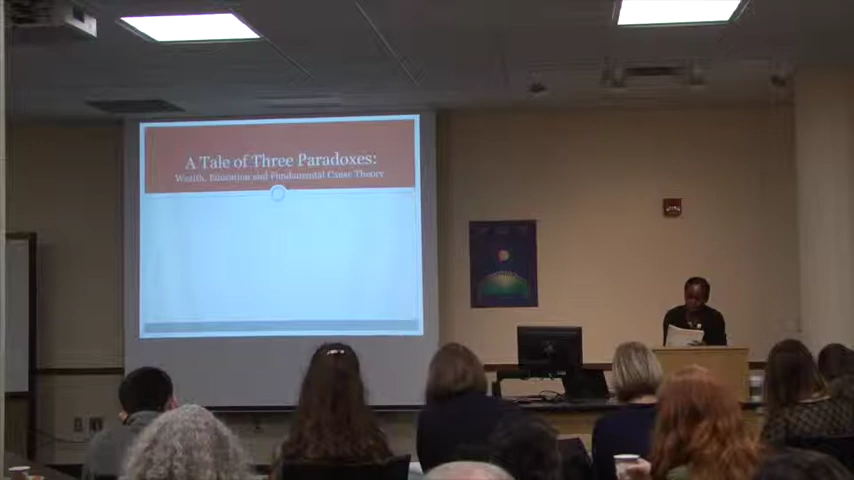 A Tale of Three Paradoxes:
Wealth, Education and Fundamental Cause Theory